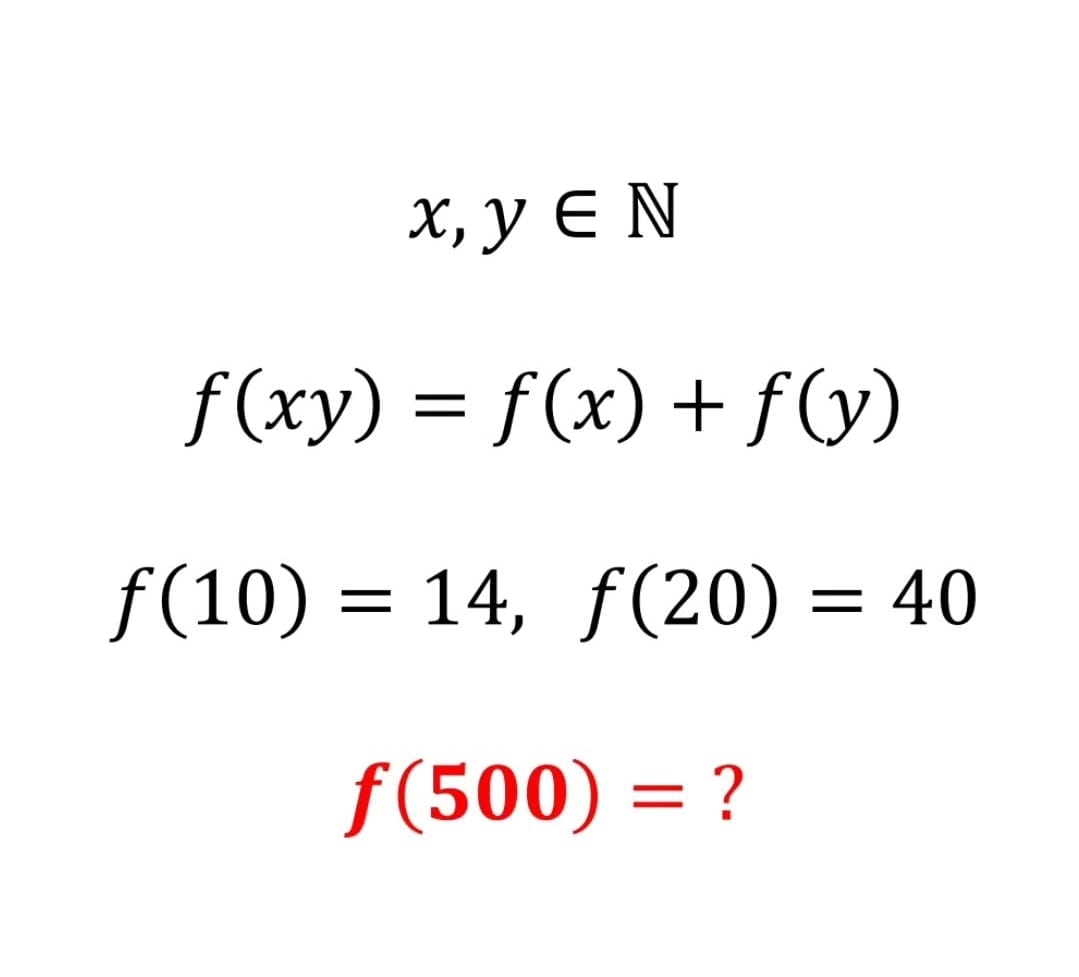 x, y ∈ ℕ
f(xy) = f(x) + f(y)
f(10) = 14, f(20) = 40
f(500) = ?